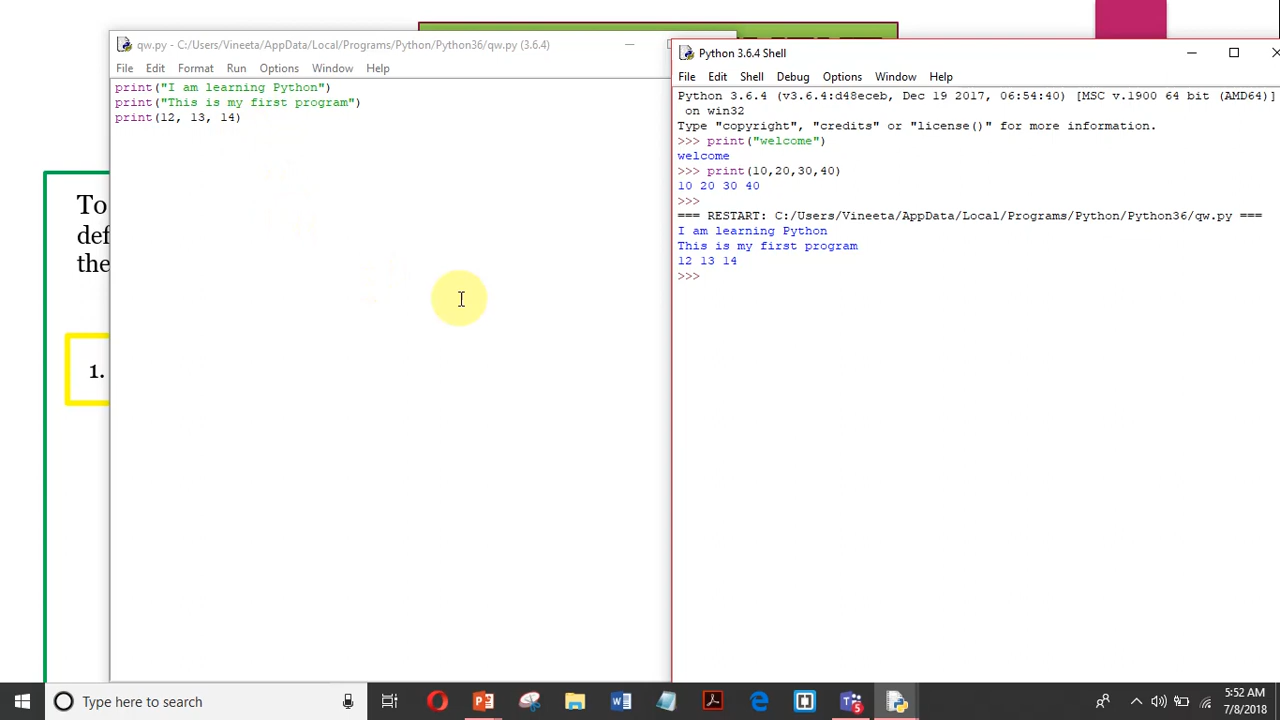 qw.py - C:/Users/Vineeta/AppData/Local/Programs/Python/Python36/qw.py (3.6.4)
File Edit Format Run Options Window Help
print("I am learning Python")
print("This is my first program")
print(12, 13, 14)
To
def
the
1.
Python 3.6.4 Shell
File Edit Shell Debug Options Window Help
Python 3.6.4 (v3.6.4:d48eceb, Dec 19 2017, 06:54:40) [MSC v.1900 64 bit (AMD64)]
on win32
Type "copyright", "credits" or "license()" for more information.
>>> print("welcome")
welcome
>>> print(10,20,30,40)
10 20 30 40
>>>
=== RESTART: C:/Users/Vineeta/AppData/Local/Programs/Python/Python36/qw.py ===
I am learning Python
This is my first program
12 13 14
>>>
Type here to search
5:52 AM
7/8/2018